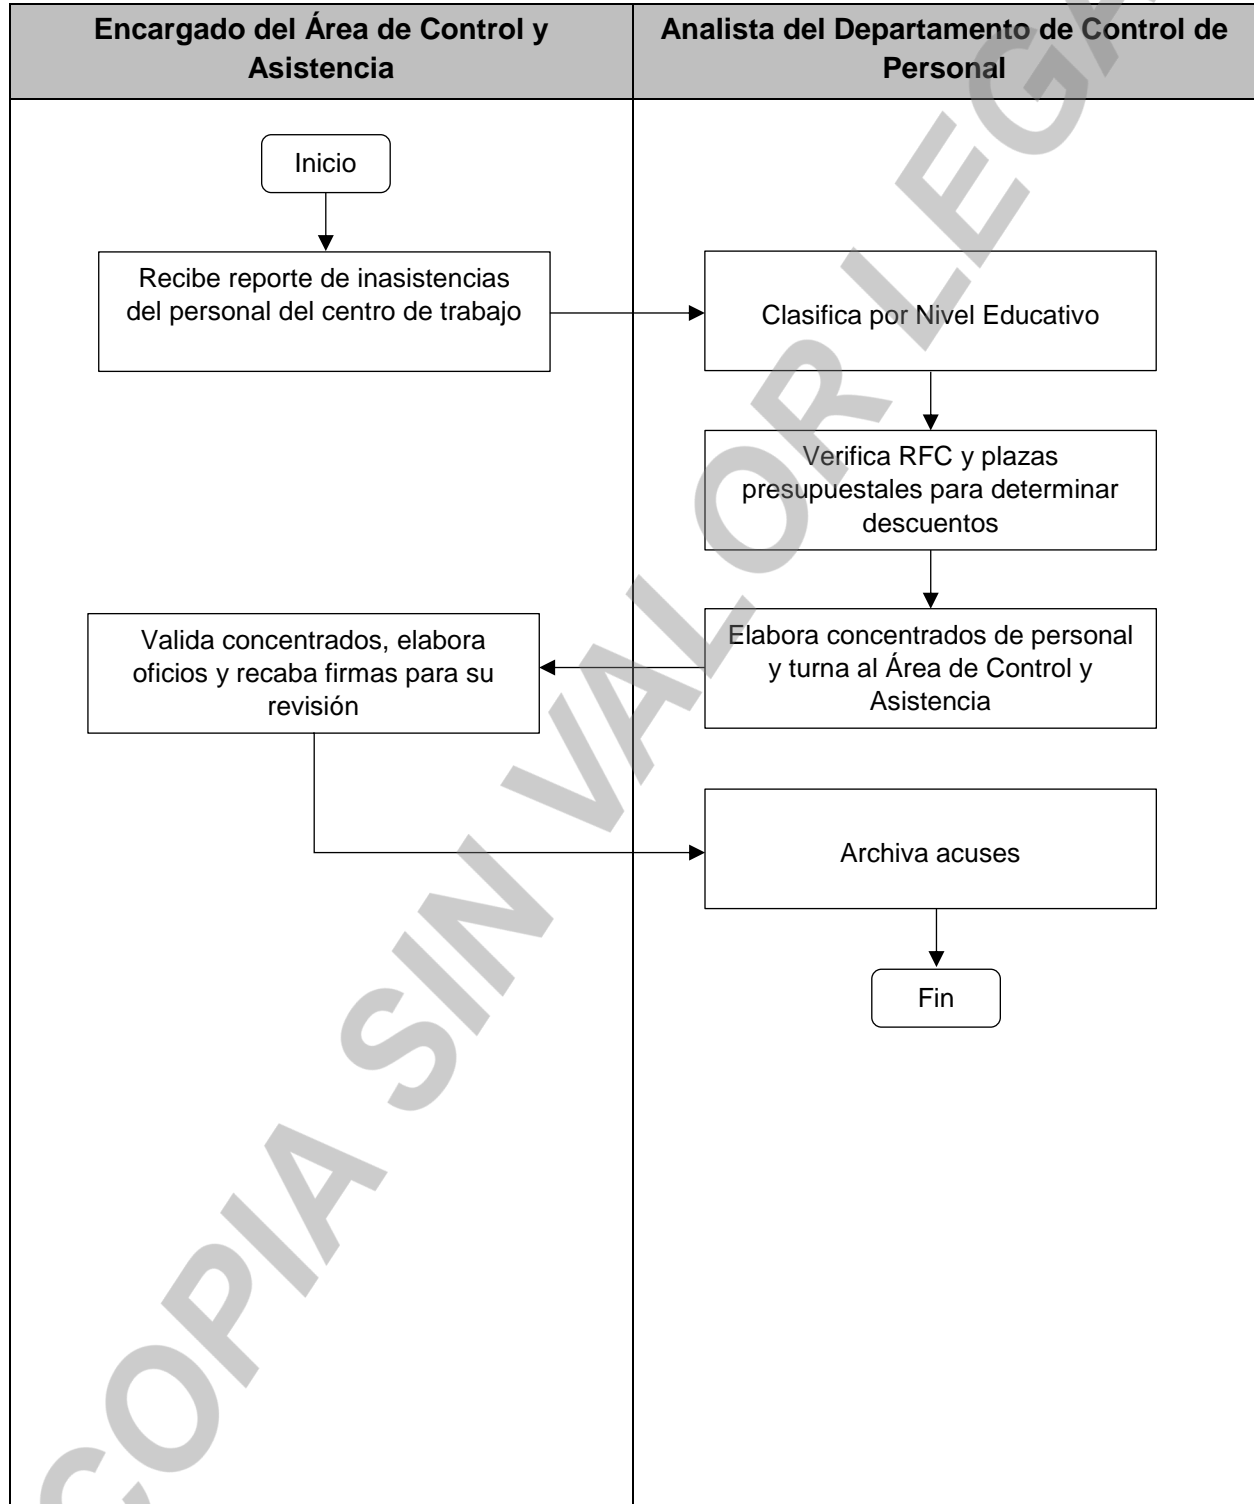 Encargado del Área de Control y
Asistencia
Analista del Departamento de Control de
Personal
Inicio
Recibe reporte de inasistencias
del personal del centro de trabajo
Clasifica por Nivel Educativo
Verifica RFC y plazas
presupuestales para determinar
descuentos
Elabora concentrados de personal
y turna al Área de Control y
Asistencia
Valida concentrados, elabora
oficios y recaba firmas para su
revisión
Archiva acuses
Fin
COPIA SIN VALOR LEGA